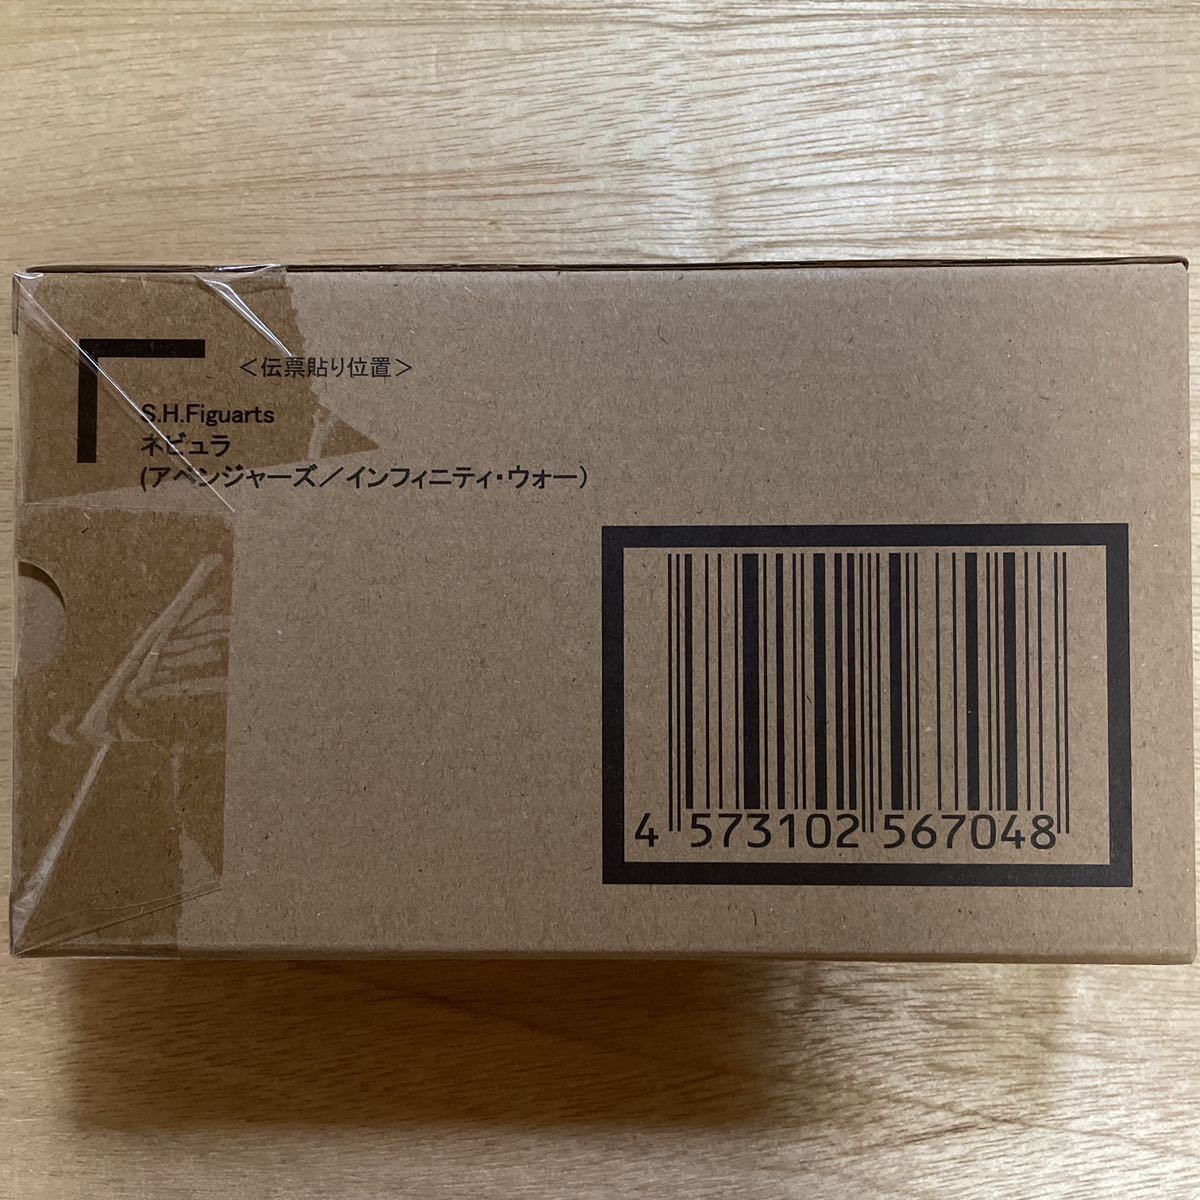 ＜伝票貼り位置＞
S.H.Figuarts
ネビュラ
(アベンジャーズ／インフィニティ・ウォー)
4 573102 567048